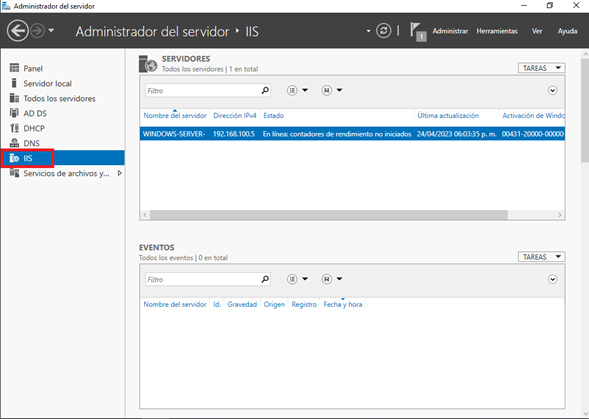 Administrador del servidor
Administrador del servidor • IIS
1
Administrar Herramientas Ver Ayuda
Panel
Servidor local
Todos los servidores
AD DS
DHCP
DNS
IIS
Servicios de archivos y...
SERVIDORES
Todos los servidores | 1 en total
TAREAS
Filtro
Nombre del servidor Dirección IPv4 Estado Última actualización Activación de Windo
WINDOWS-SERVER- 192.168.100.5 En línea: contadores de rendimiento no iniciados 24/04/2023 06:03:35 p. m. 00431-20000-00000-
EVENTOS
Todos los eventos | 0 en total
TAREAS
Filtro
Nombre del servidor Id. Gravedad Origen Registro Fecha y hora